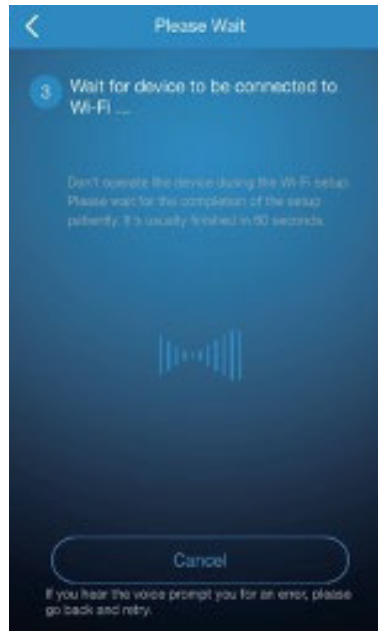 Please Wait
3
Wait for device to be connected to
Wi-Fi ...
Don't operate the device during the Wi-Fi setup.
Please wait for the completion of the setup
patiently. It's usually finished in 60 seconds.
Cancel
If you hear the voice prompt you for an error, please
go back and retry.